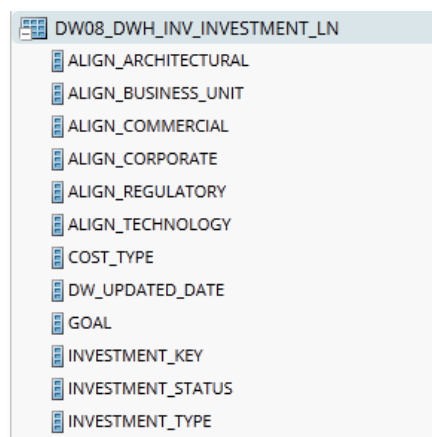 DW08_DWH_INV_INVESTMENT_LN
ALIGN_ARCHITECTURAL
ALIGN_BUSINESS_UNIT
ALIGN_COMMERCIAL
ALIGN_CORPORATE
ALIGN_REGULATORY
ALIGN_TECHNOLOGY
COST_TYPE
DW_UPDATED_DATE
GOAL
INVESTMENT_KEY
INVESTMENT_STATUS
INVESTMENT_TYPE